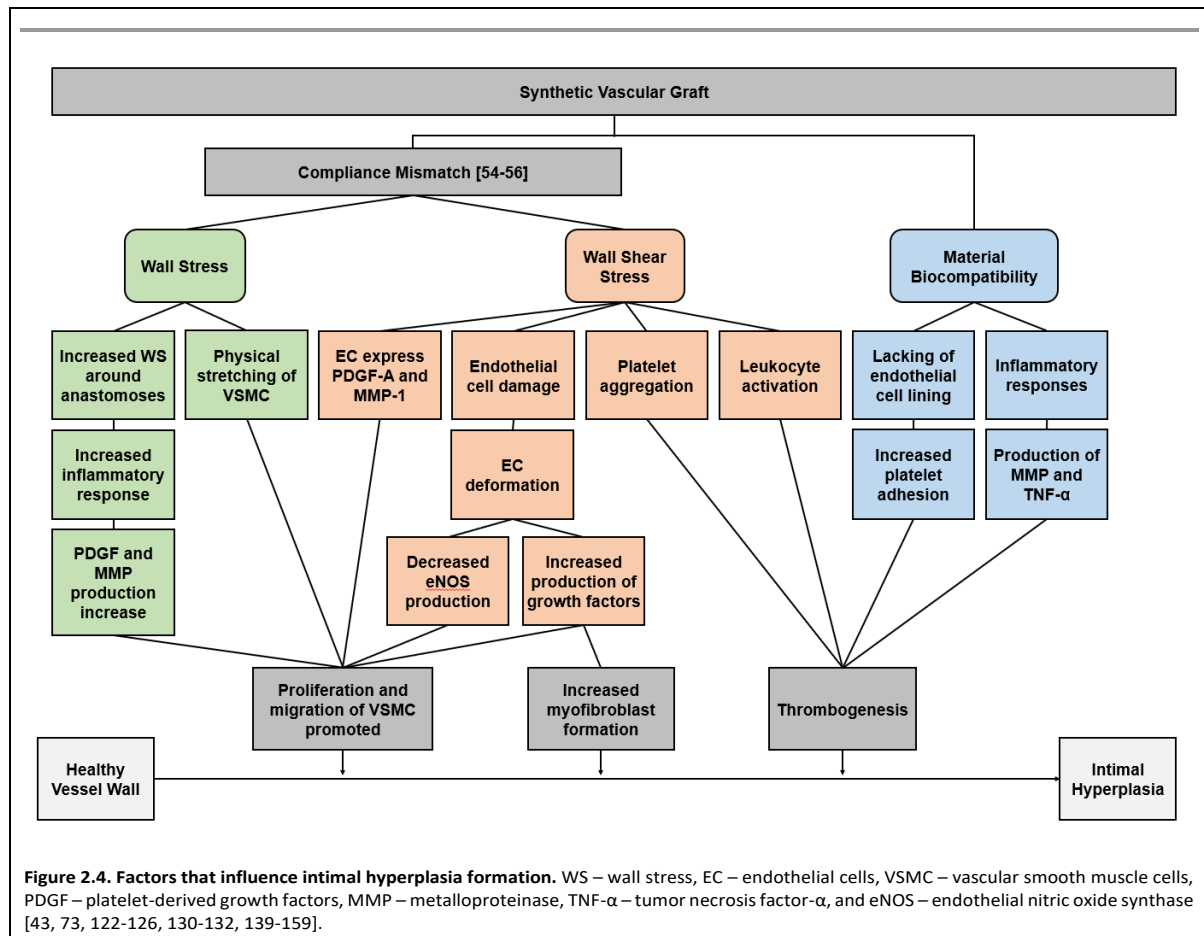 Synthetic Vascular Graft
Compliance Mismatch [54-56]
Wall Stress
Wall Shear
Stress
Material
Biocompatibility
Increased WS
around
anastomoses
Physical
stretching of
VSMC
EC express
PDGF-A and
MMP-1
Endothelial
cell damage
Platelet
aggregation
Leukocyte
activation
Lacking of
endothelial
cell lining
Inflammatory
responses
Increased
inflammatory
response
EC
deformation
Increased
platelet
adhesion
Production of
MMP and
TNF-α
PDGF and
MMP
production
increase
Decreased
eNOS
production
Increased
production of
growth factors
Proliferation and
migration of VSMC
promoted
Increased
myofibroblast
formation
Thrombogenesis
Healthy
Vessel Wall
Intimal
Hyperplasia
Figure 2.4. Factors that influence intimal hyperplasia formation. WS – wall stress, EC – endothelial cells, VSMC – vascular smooth muscle cells,
PDGF – platelet-derived growth factors, MMP – metalloproteinase, TNF-α – tumor necrosis factor-α, and eNOS – endothelial nitric oxide synthase
[43, 73, 122-126, 130-132, 139-159].